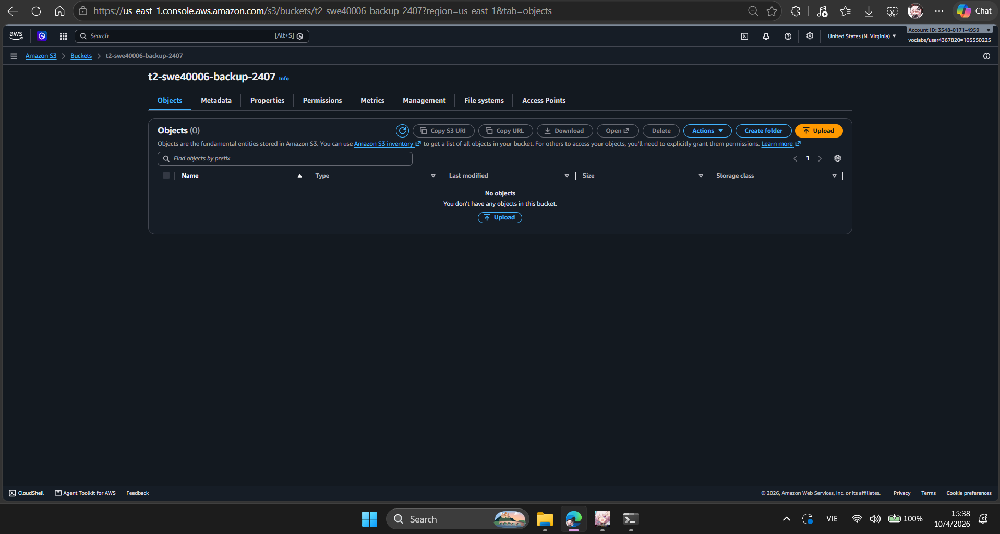 https://us-east-1.console.aws.amazon.com/s3/buckets/t2-swe40006-backup-2407?region=us-east-1&tab=objects
Chat
aws
Search [Alt+S]
United States (N. Virginia)
Account ID: 3548-0171-4959
voclabs/user4367820=105550225
Amazon S3 > Buckets > t2-swe40006-backup-2407
t2-swe40006-backup-2407 Info
Objects Metadata Properties Permissions Metrics Management File systems Access Points
Objects (0)
Copy S3 URI Copy URL Download Open Delete Actions Create folder Upload
Objects are the fundamental entities stored in Amazon S3. You can use Amazon S3 inventory to get a list of all objects in your bucket. For others to access your objects, you'll need to explicitly grant them permissions. Learn more
Find objects by prefix
1
Name Type Last modified Size Storage class
No objects
You don't have any objects in this bucket.
Upload
CloudShell Agent Toolkit for AWS Feedback
© 2026, Amazon Web Services, Inc. or its affiliates. Privacy Terms Cookie preferences
Search
VIE
100%
15:38
10/4/2026